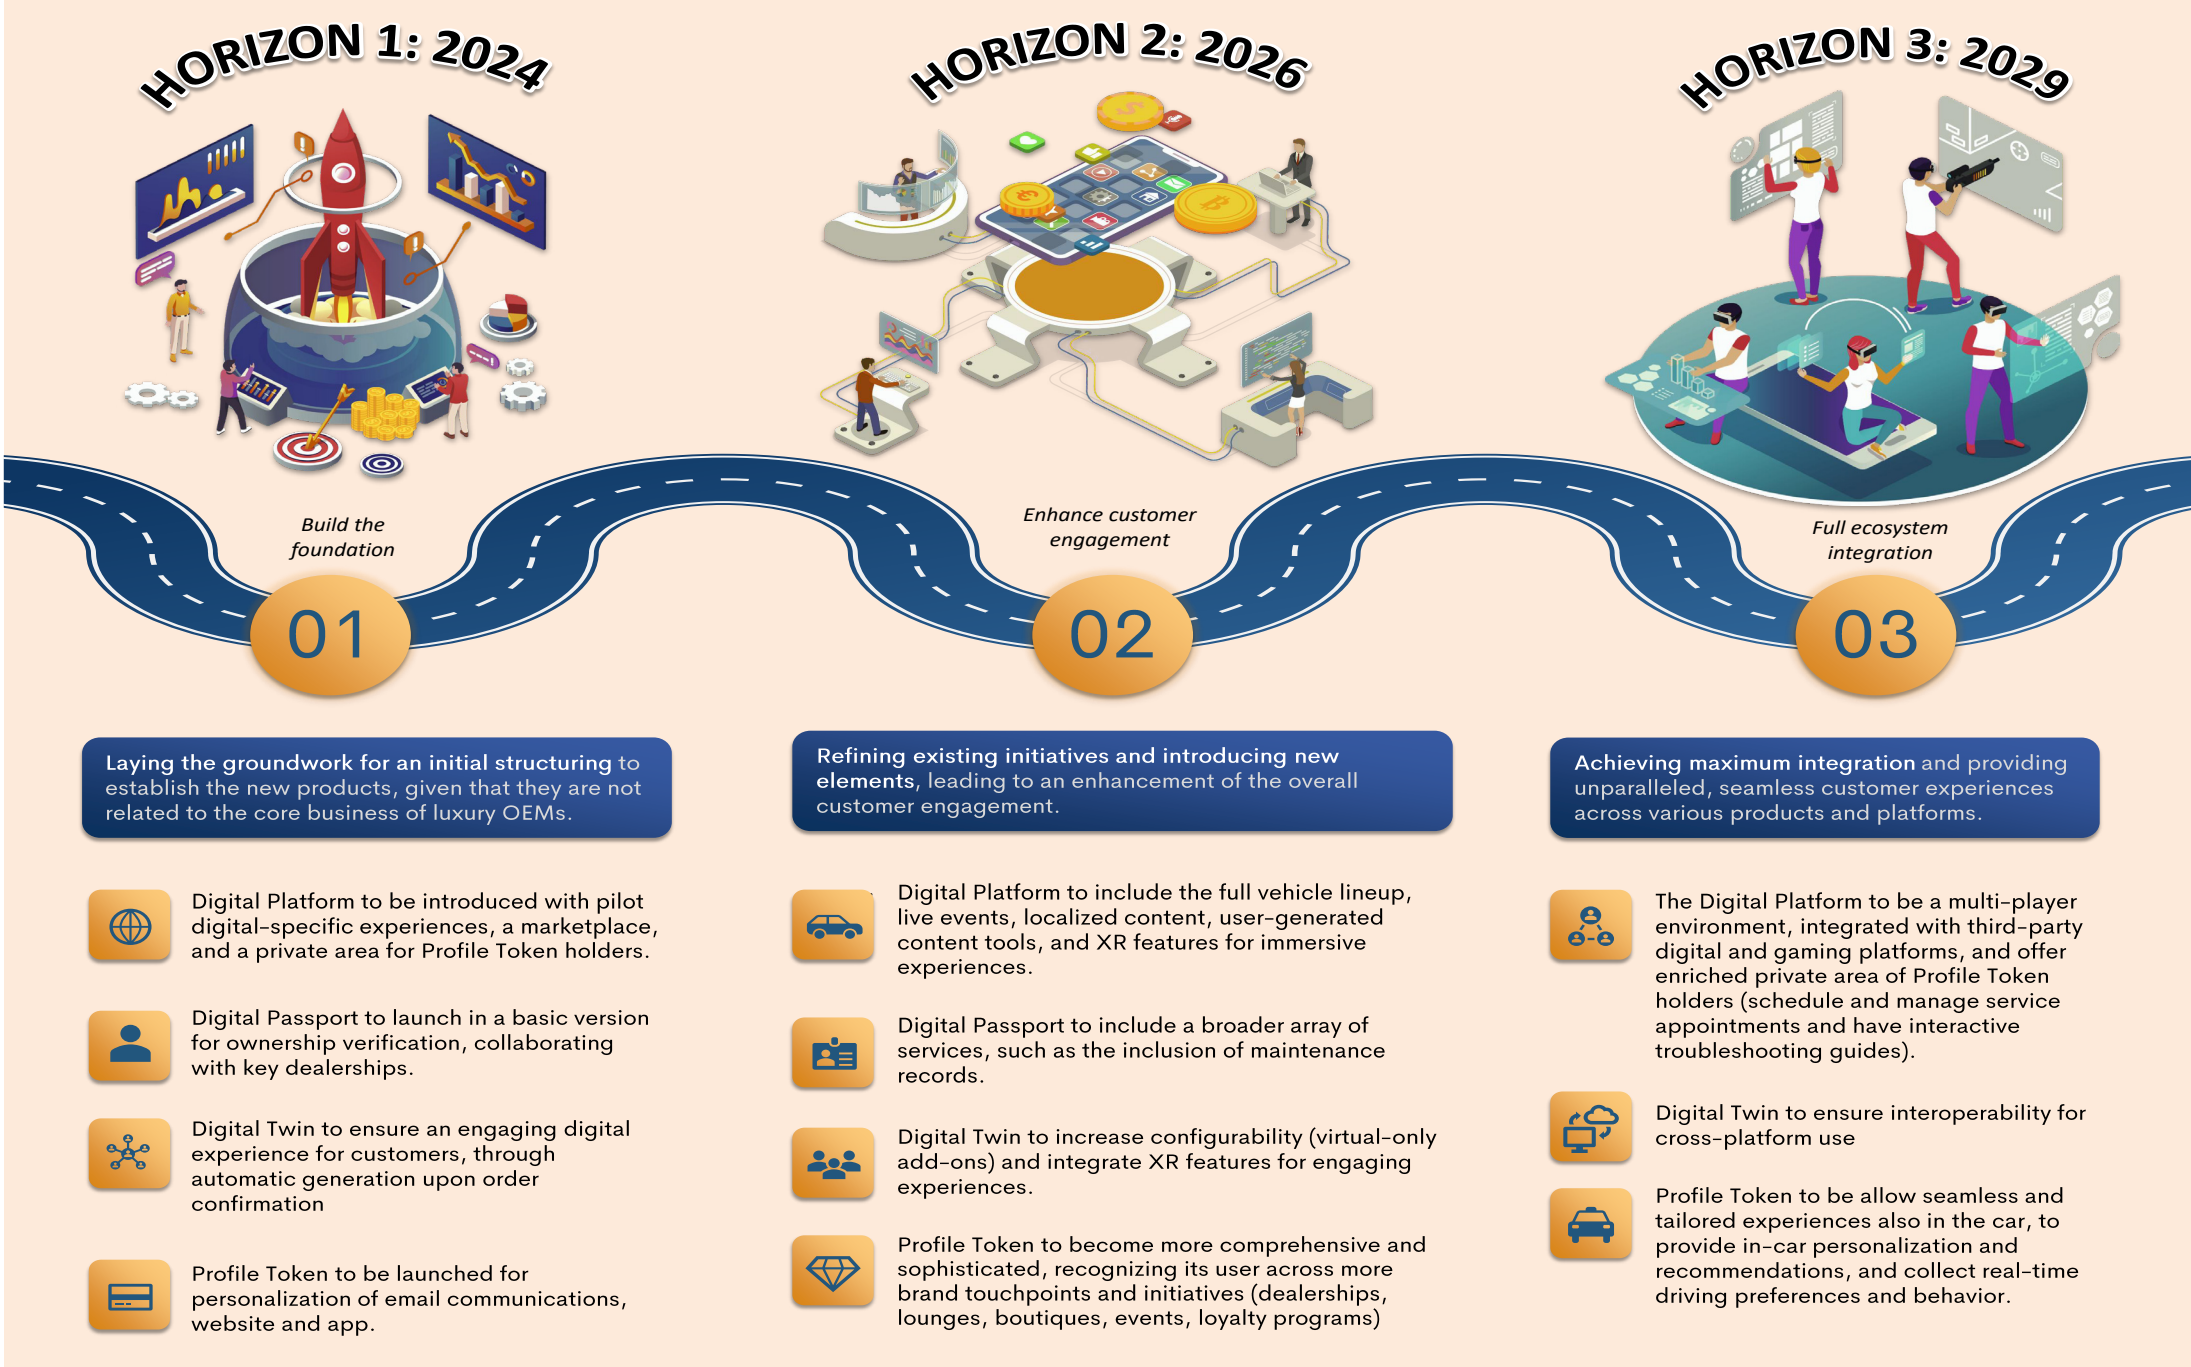 HORIZON 1: 2024
Build the
foundation
01
Laying the groundwork for an initial structuring to
establish the new products, given that they are not
related to the core business of luxury OEMs.
Digital Platform to be introduced with pilot
digital-specific experiences, a marketplace,
and a private area for Profile Token holders.
Digital Passport to launch in a basic version
for ownership verification, collaborating
with key dealerships.
Digital Twin to ensure an engaging digital
experience for customers, through
automatic generation upon order
confirmation
Profile Token to be launched for
personalization of email communications,
website and app.
HORIZON 2: 2026
Enhance customer
engagement
02
Refining existing initiatives and introducing new
elements, leading to an enhancement of the overall
customer engagement.
Digital Platform to include the full vehicle lineup,
live events, localized content, user-generated
content tools, and XR features for immersive
experiences.
Digital Passport to include a broader array of
services, such as the inclusion of maintenance
records.
Digital Twin to increase configurability (virtual-only
add-ons) and integrate XR features for engaging
experiences.
Profile Token to become more comprehensive and
sophisticated, recognizing its user across more
brand touchpoints and initiatives (dealerships,
lounges, boutiques, events, loyalty programs)
HORIZON 3: 2029
Full ecosystem
integration
03
Achieving maximum integration and providing
unparalleled, seamless customer experiences
across various products and platforms.
The Digital Platform to be a multi-player
environment, integrated with third-party
digital and gaming platforms, and offer
enriched private area of Profile Token
holders (schedule and manage service
appointments and have interactive
troubleshooting guides).
Digital Twin to ensure interoperability for
cross-platform use
Profile Token to be allow seamless and
tailored experiences also in the car, to
provide in-car personalization and
recommendations, and collect real-time
driving preferences and behavior.